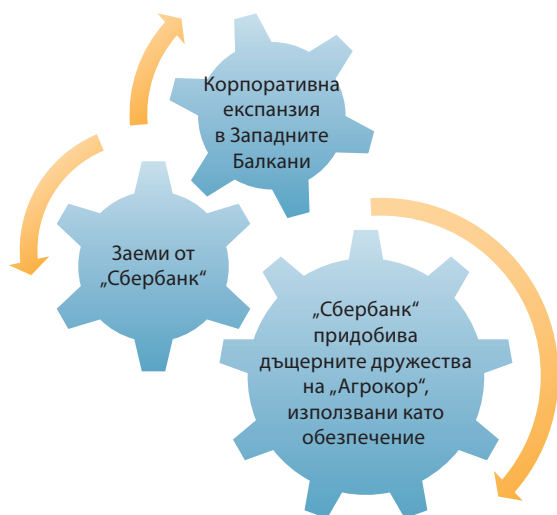 Корпоративна
експанзия
в Западните
Балкани
Заеми от
„Сбербанк“
„Сбербанк“
придобива
дъщерните дружества
на „Агрокор“,
използвани като
обезпечение